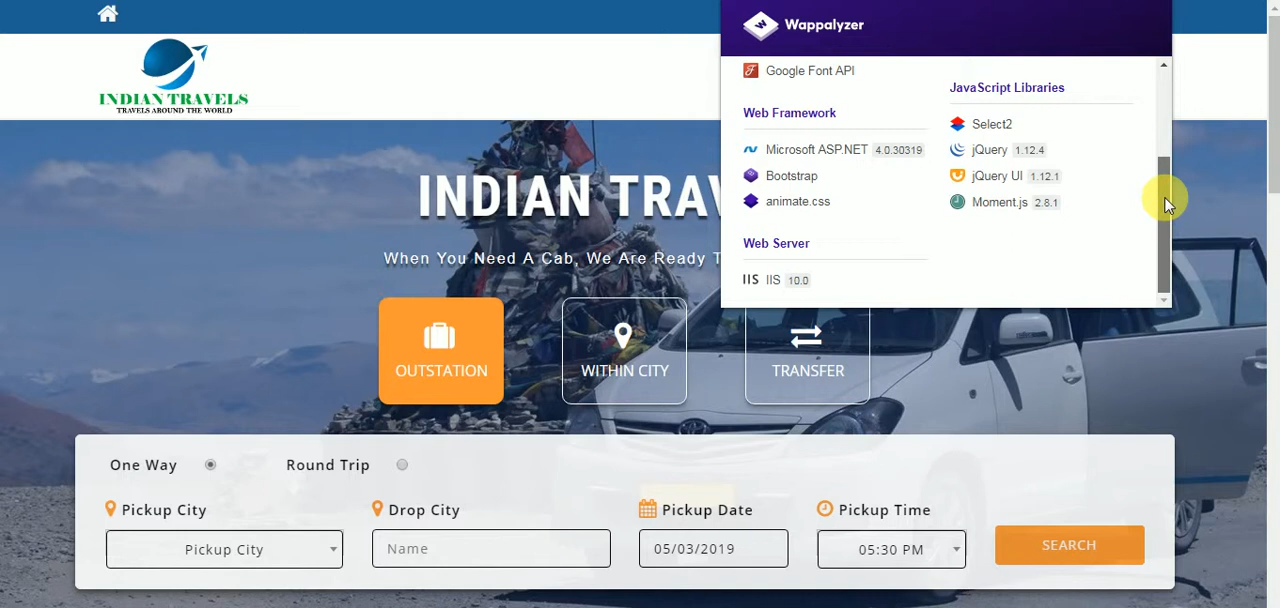 INDIAN TRAVELS
TRAVELS AROUND THE WORLD
Wappalyzer
Google Font API
Web Framework
Microsoft ASP.NET 4.0.30319
Bootstrap
animate.css
Web Server
IIS IIS 10.0
JavaScript Libraries
Select2
jQuery 1.12.4
jQuery UI 1.12.1
Moment.js 2.8.1
INDIAN TRAV
When You Need A Cab, We Are Ready T
OUTSTATION
WITHIN CITY
TRANSFER
One Way
Round Trip
Pickup City
Drop City
Pickup Date
Pickup Time
Pickup City
Name
05/03/2019
05:30 PM
SEARCH